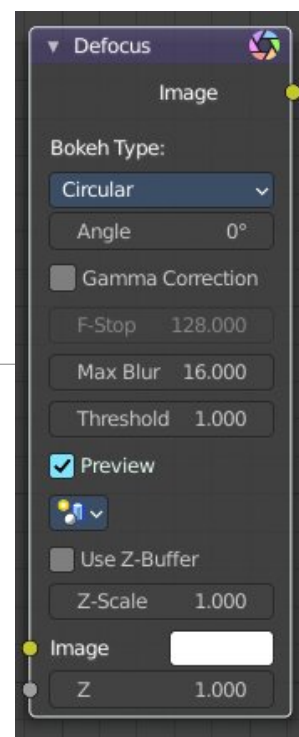 Defocus
Image
Bokeh Type:
Circular
Angle 0°
Gamma Correction
F-Stop 128.000
Max Blur 16.000
Threshold 1.000
Preview
Use Z-Buffer
Z-Scale 1.000
Image
Z 1.000